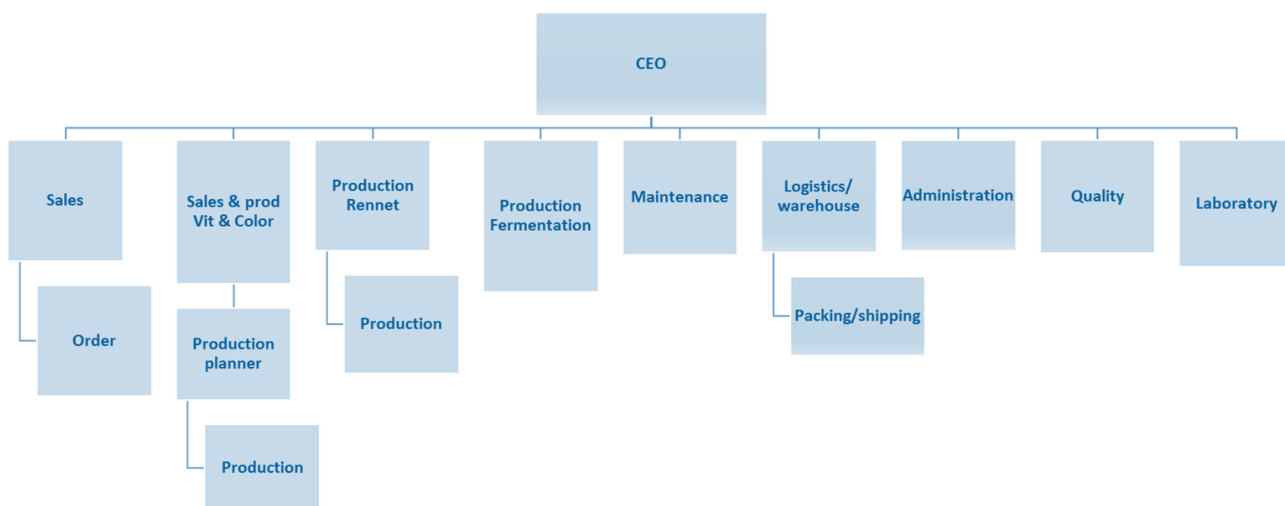 CEO
Sales
Sales & prod
Vit & Color
Production
Rennet
Production
Fermentation
Maintenance
Logistics/
warehouse
Administration
Quality
Laboratory
Order
Production
planner
Production
Packing/shipping
Production